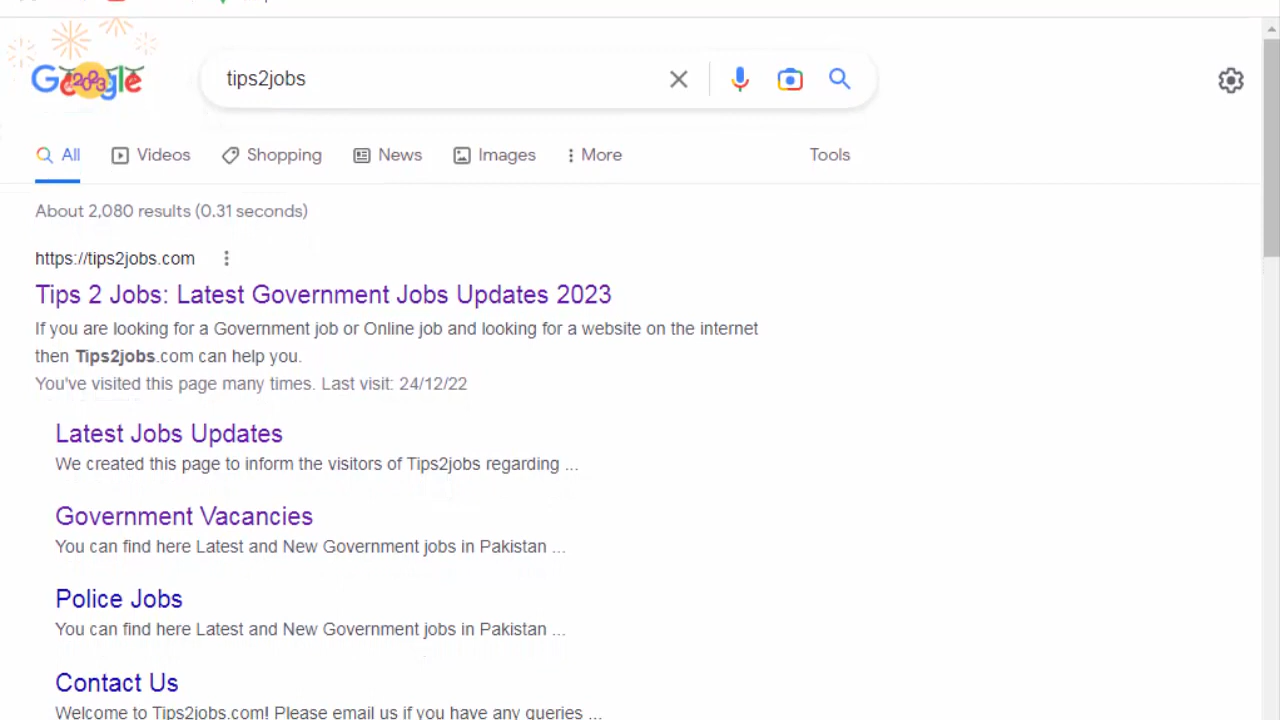 Google
2023
tips2jobs
All Videos Shopping News Images More Tools
About 2,080 results (0.31 seconds)
https://tips2jobs.com
Tips 2 Jobs: Latest Government Jobs Updates 2023
If you are looking for a Government job or Online job and looking for a website on the internet
then Tips2jobs.com can help you.
You've visited this page many times. Last visit: 24/12/22
Latest Jobs Updates
We created this page to inform the visitors of Tips2jobs regarding ...
Government Vacancies
You can find here Latest and New Government jobs in Pakistan ...
Police Jobs
You can find here Latest and New Government jobs in Pakistan ...
Contact Us
Welcome to Tips2jobs.com! Please email us if you have any queries ...